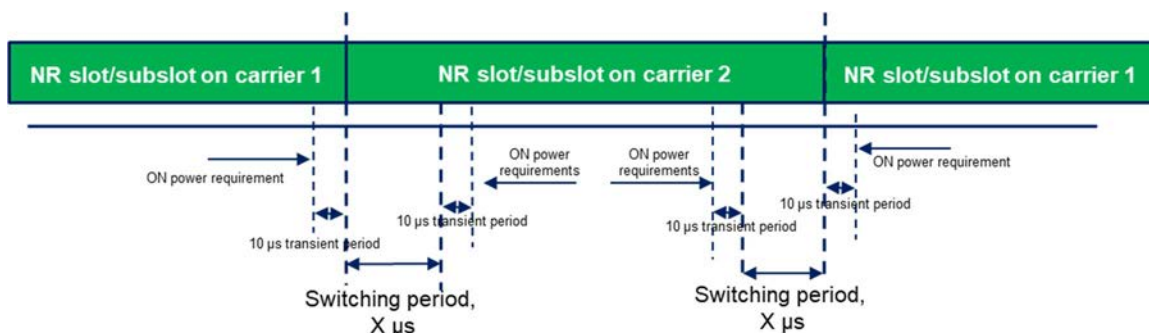 NR slot/subslot on carrier 1
NR slot/subslot on carrier 2
NR slot/subslot on carrier 1
ON power requirement
ON power
requirements
ON power
requirements
ON power requirement
10 µs transient period
10 µs transient period
10 µs transient period
10 µs transient period
Switching period,
X µs
Switching period,
X µs